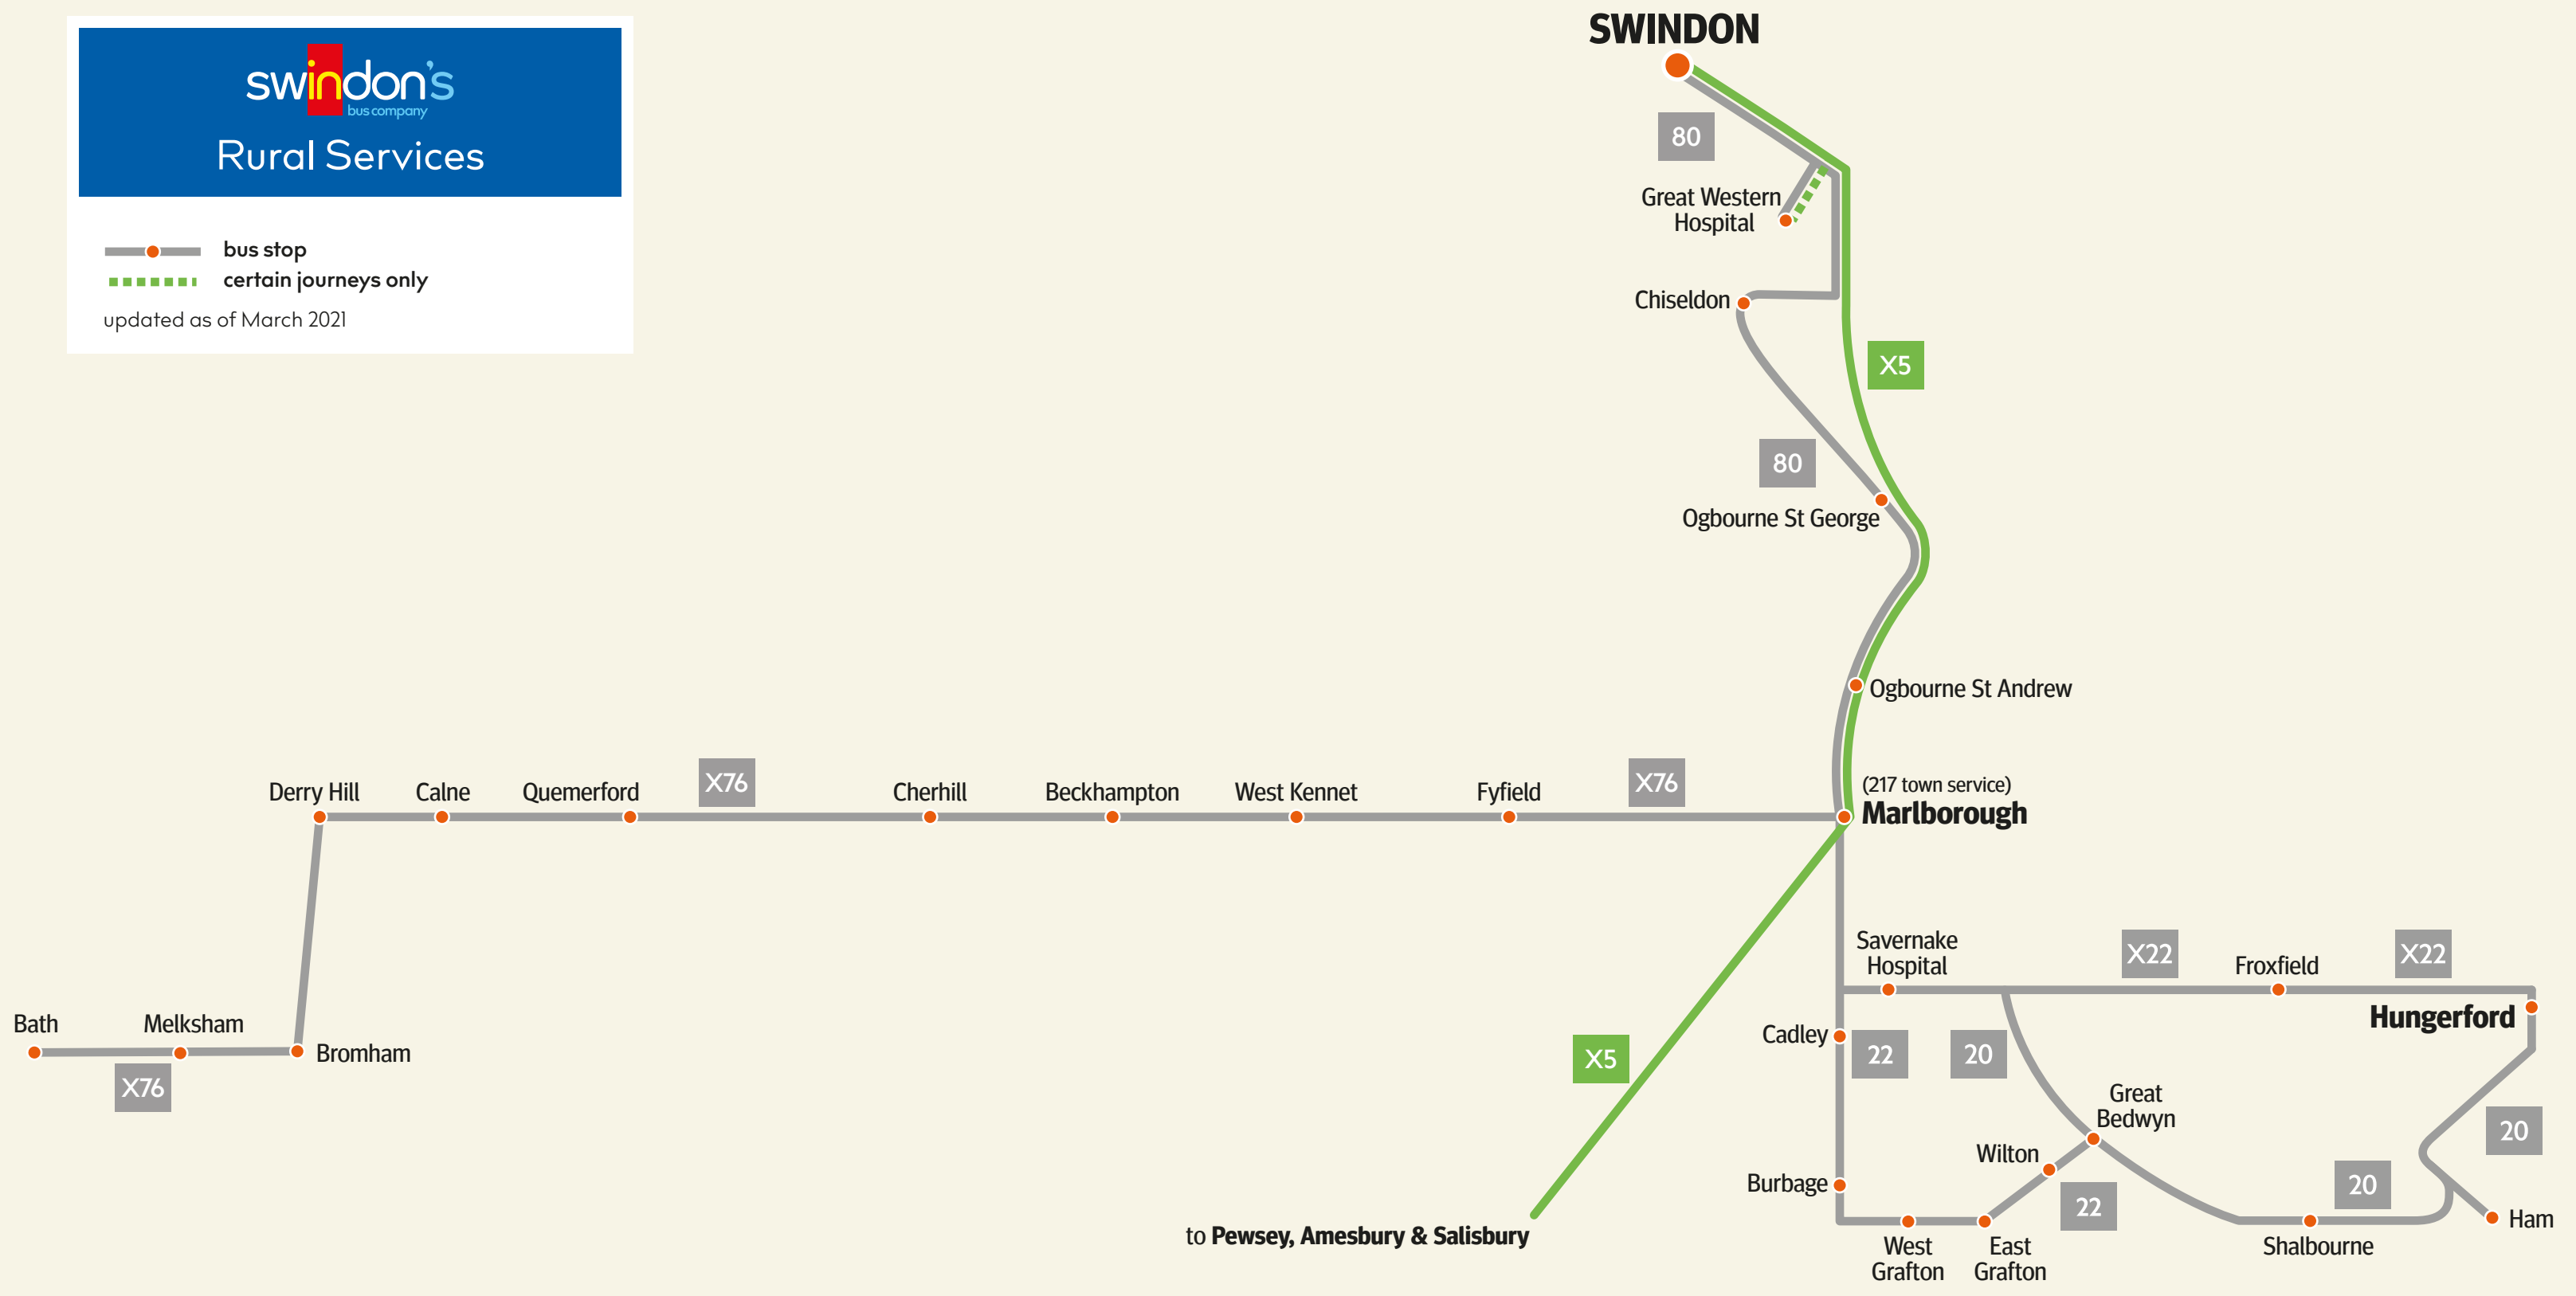 swindon's
bus company
Rural Services
bus stop
certain journeys only
updated as of March 2021
SWINDON
80
Great Western
Hospital
Chiseldon
X5
80
Ogbourne St George
Ogbourne St Andrew
(217 town service)
Marlborough
Derry Hill
Calne
Quemerford
X76
Cherhill
Beckhampton
West Kennet
Fyfield
X76
Bath
Melksham
Bromham
X76
X5
to Pewsey, Amesbury & Salisbury
Savernake
Hospital
X22
Froxfield
X22
Hungerford
Cadley
22
20
Great
Bedwyn
Wilton
22
Burbage
West
Grafton
East
Grafton
20
20
Shalbourne
Ham